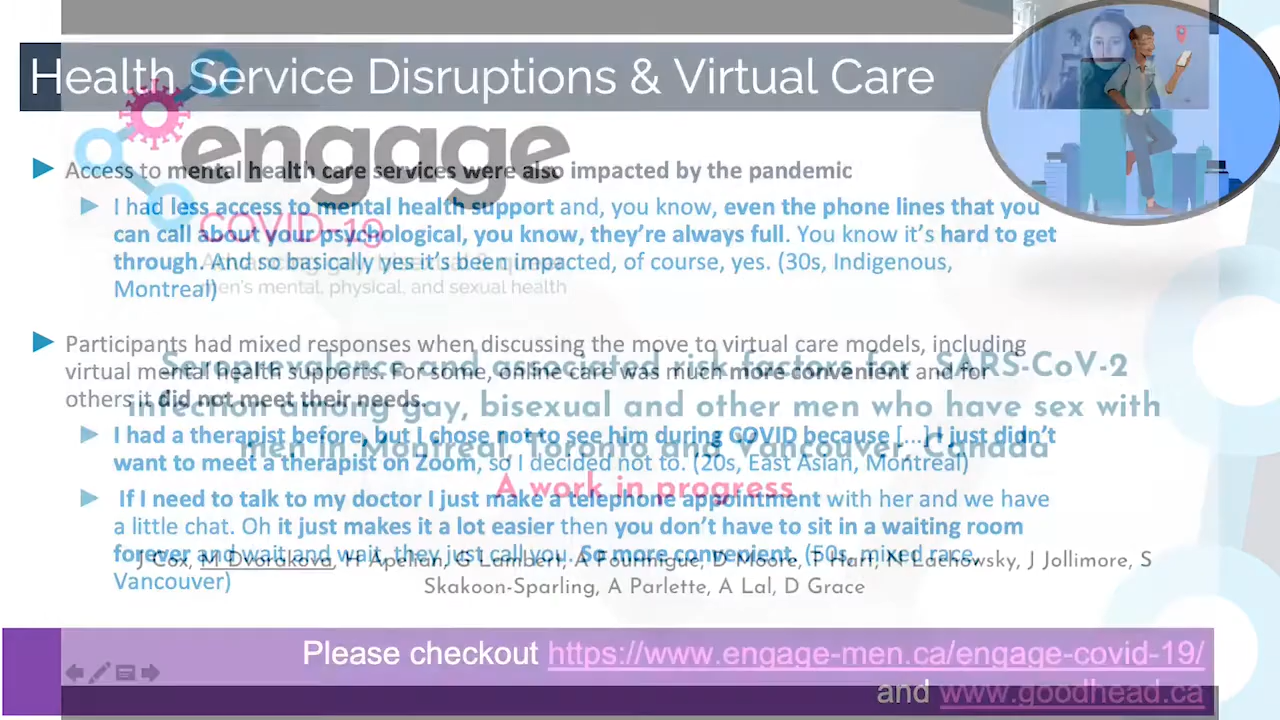 Health Service Disruptions & Virtual Care
engage
COVID-19
men's mental, physical, and sexual health
Access to mental health care services were also impacted by the pandemic
I had less access to mental health support and, you know, even the phone lines that you
can call about your psychological, you know, they're always full. You know it's hard to get
through. And so basically yes it's been impacted, of course, yes. (30s, Indigenous,
Montreal)
Participants had mixed responses when discussing the move to virtual care models, including
virtual mental health supports. For some, online care was much more convenient and for
others it did not meet their needs.
I had a therapist before, but I chose not to see him during COVID because [...] I just didn't
want to meet a therapist on Zoom, so I decided not to. (20s, East Asian, Montreal)
If I need to talk to my doctor I just make a telephone appointment with her and we have
a little chat. Oh it just makes it a lot easier then you don't have to sit in a waiting room
forever and wait and wait, they just call you. So more convenient. (50s, mixed race,
Vancouver)
Seroprevalence and associated risk factors for SARS-CoV-2
infection among gay, bisexual and other men who have sex with
men in Montreal, Toronto and Vancouver, Canada
A work in progress
J Cox, M Dvorakova, H Apelian, G Lambert, A Fourmigue, D Moore, T Hart, N Lachowsky, J Jollimore, S
Skakoon-Sparling, A Parlette, A Lal, D Grace
Please checkout https://www.engage-men.ca/engage-covid-19/
and www.goodhead.ca